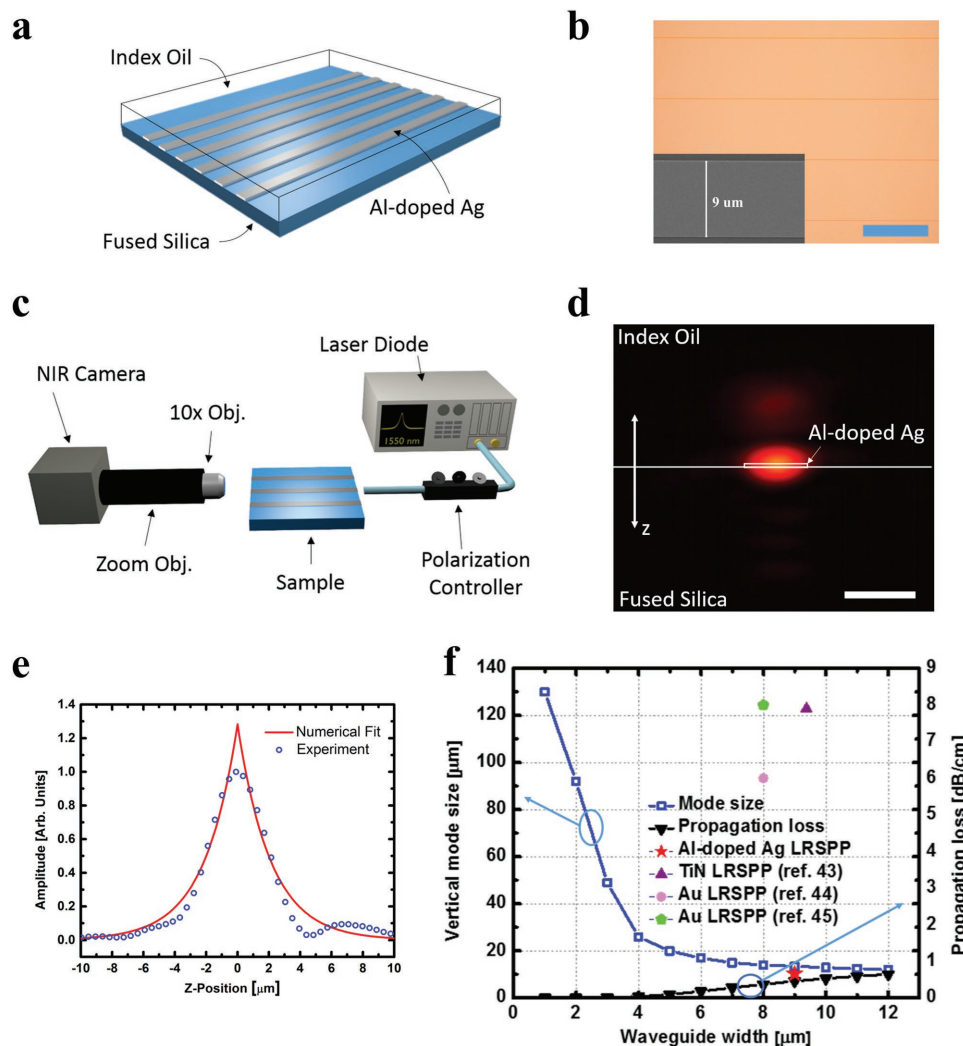 a
Index Oil
Al-doped Ag
Fused Silica
b
9 um
c
NIR Camera
10x Obj.
Zoom Obj.
Sample
Laser Diode
1550 nm
Polarization
Controller
d
Index Oil
Al-doped Ag
z
Fused Silica
e
Amplitude [Arb. Units]
1.4
1.2
1.0
0.8
0.6
0.4
0.2
0.0
Numerical Fit
Experiment
-10 -8 -6 -4 -2 0 2 4 6 8 10
Z-Position [μm]
f
Vertical mode size [μm]
140
120
100
80
60
40
20
0
Mode size
Propagation loss
Al-doped Ag LRSPP
TiN LRSPP (ref. 43)
Au LRSPP (ref. 44)
Au LRSPP (ref. 45)
9
8
7
6
5
4
3
2
1
0
Propagation loss [dB/cm]
0 2 4 6 8 10 12
Waveguide width [μm]